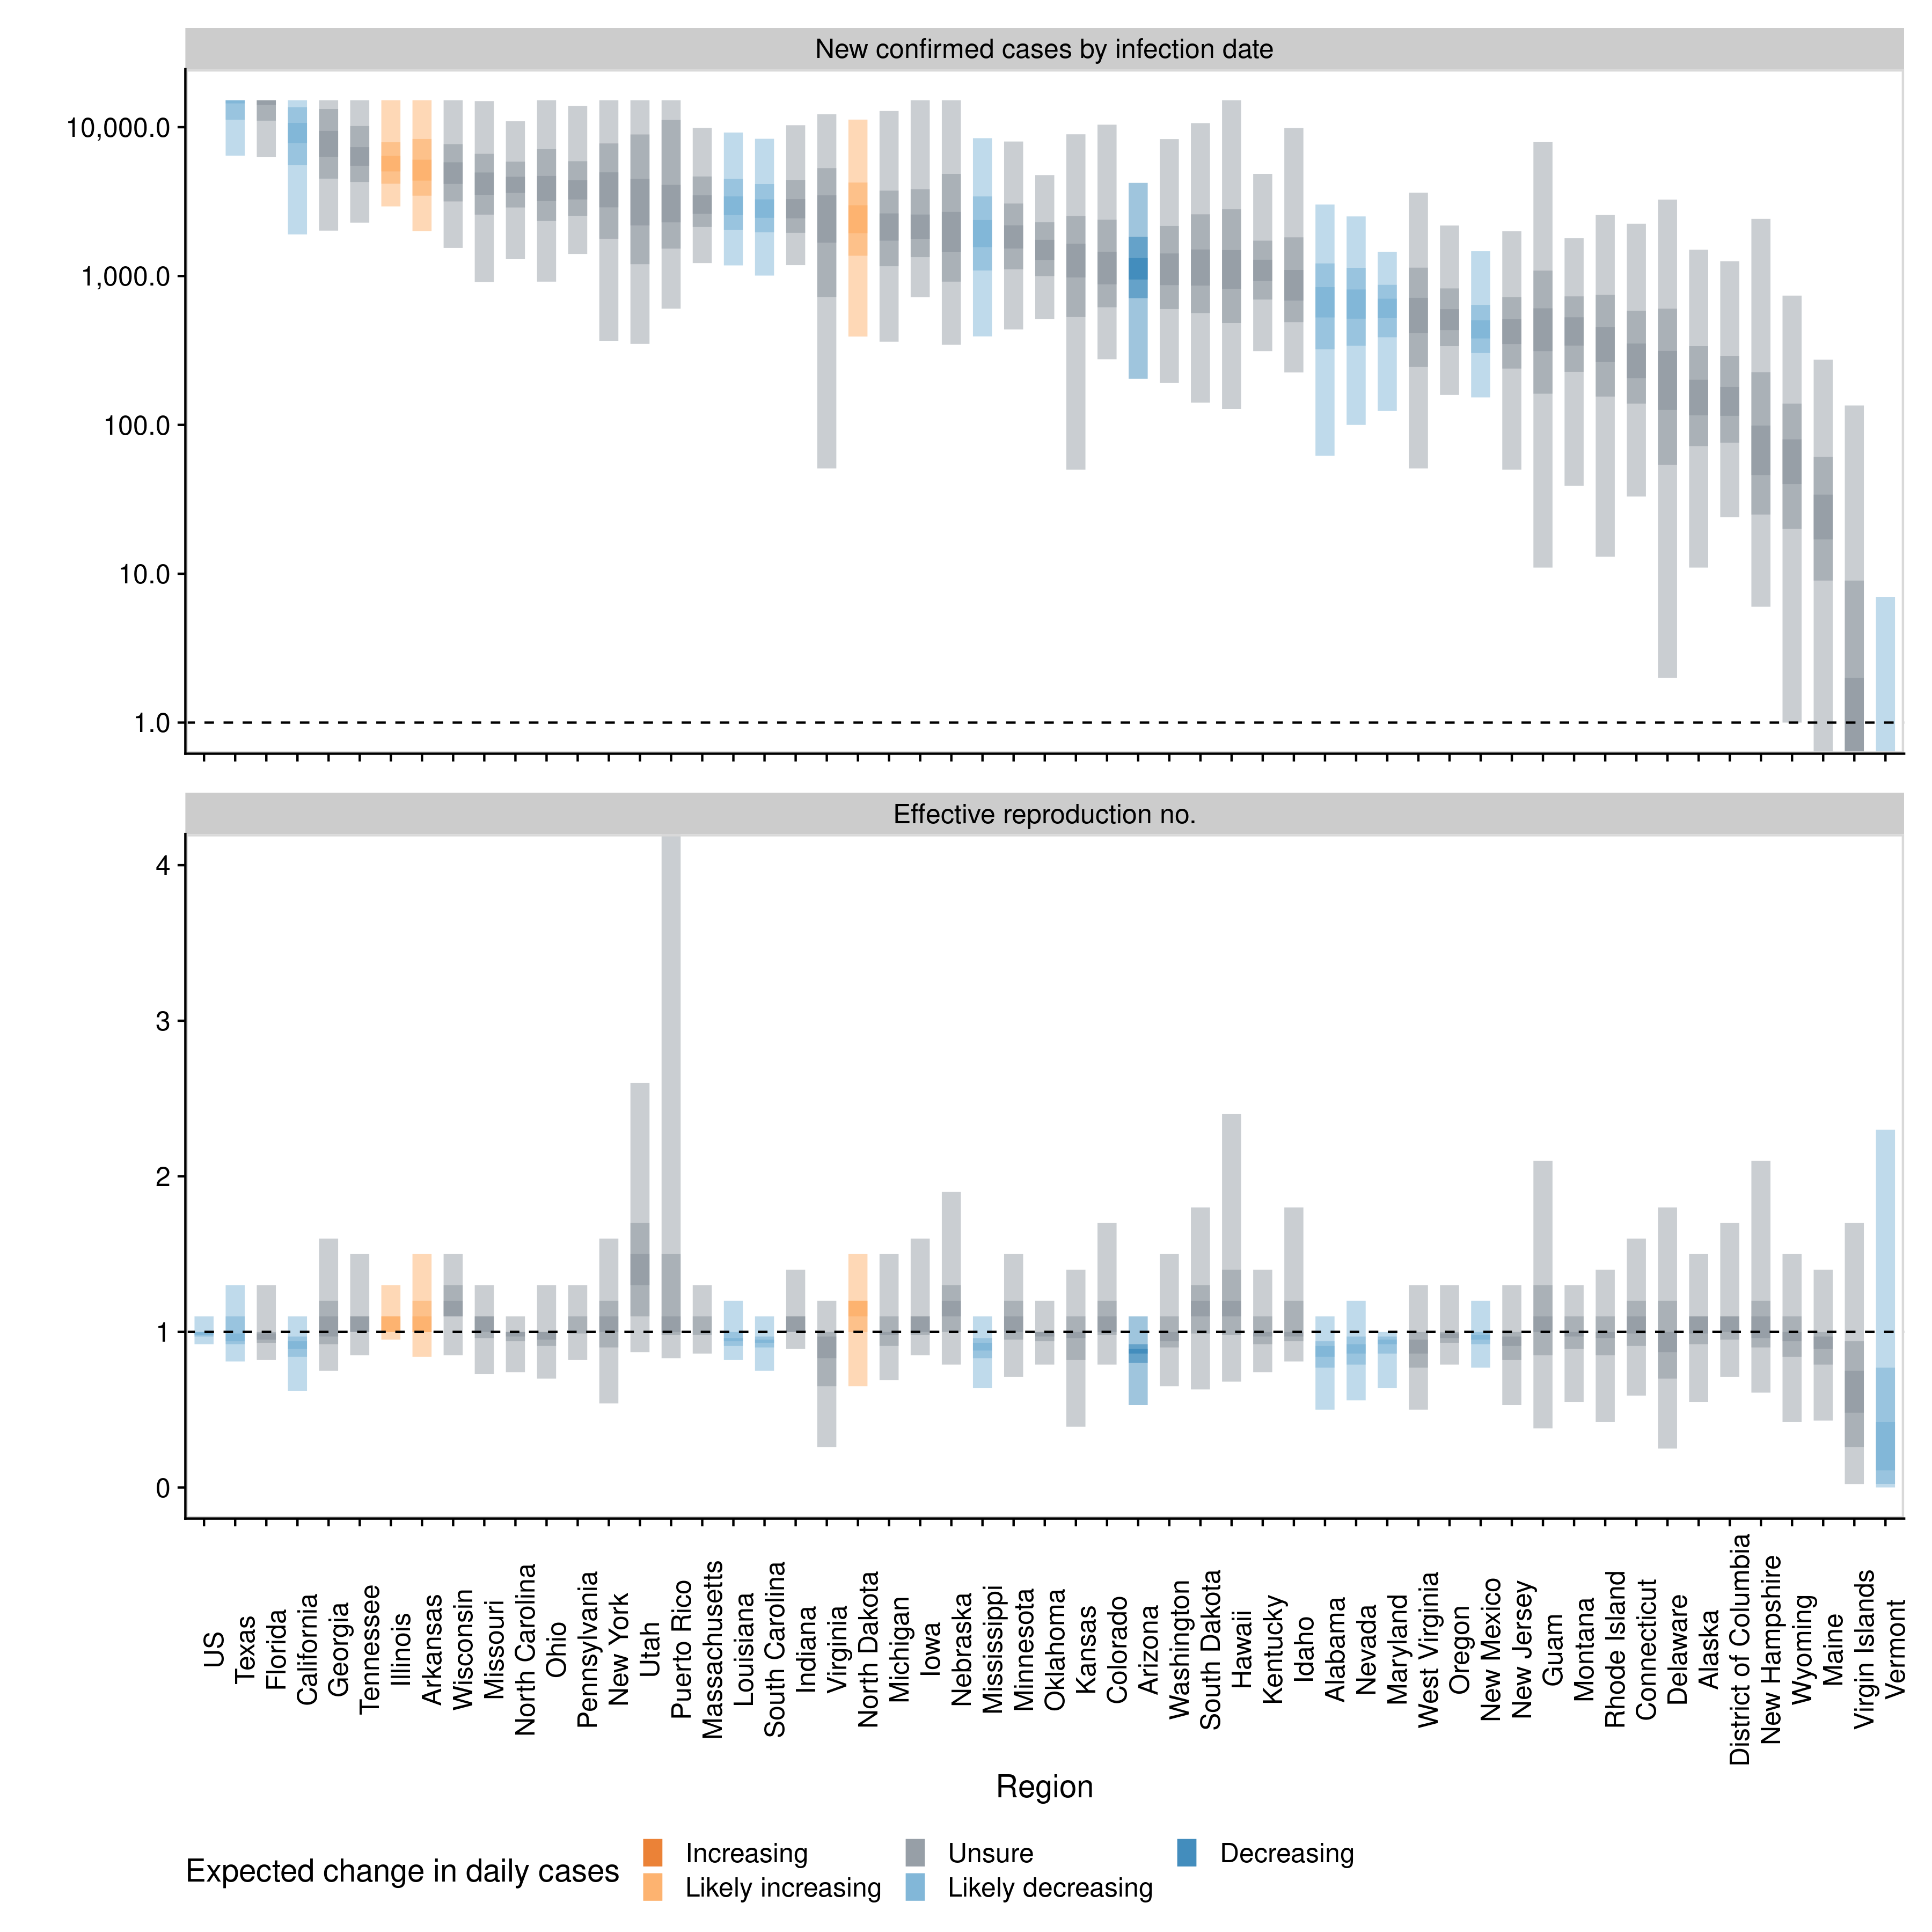 New confirmed cases by infection date
10,000.0
1,000.0
100.0
10.0
1.0
Effective reproduction no.
4
3
2
1
0
US
Texas
Florida
California
Georgia
Tennessee
Illinois
Arkansas
Wisconsin
Missouri
North Carolina
Ohio
Pennsylvania
New York
Utah
Puerto Rico
Massachusetts
Louisiana
South Carolina
Indiana
Virginia
North Dakota
Michigan
Iowa
Nebraska
Mississippi
Minnesota
Oklahoma
Kansas
Colorado
Arizona
Washington
South Dakota
Hawaii
Kentucky
Idaho
Alabama
Nevada
Maryland
West Virginia
Oregon
New Mexico
New Jersey
Guam
Montana
Rhode Island
Connecticut
Delaware
Alaska
District of Columbia
New Hampshire
Wyoming
Maine
Virgin Islands
Vermont
Region
Expected change in daily cases
Increasing
Likely increasing
Unsure
Likely decreasing
Decreasing